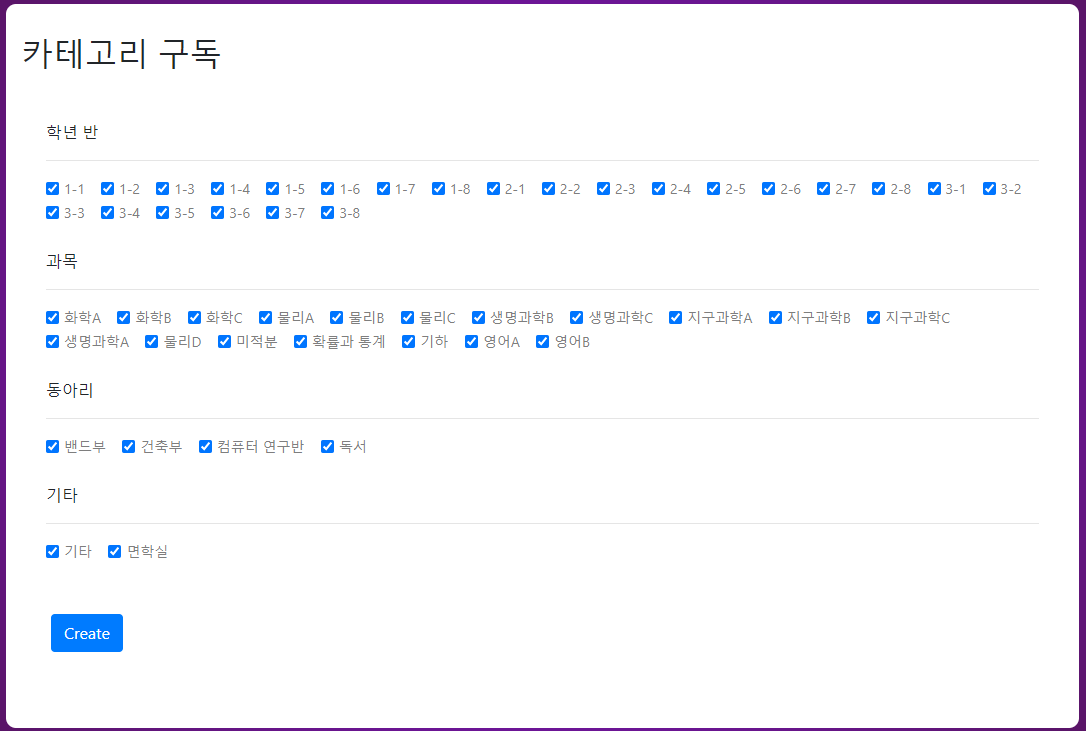 카테고리 구독
학년 반
1-1 1-2 1-3 1-4 1-5 1-6 1-7 1-8 2-1 2-2 2-3 2-4 2-5 2-6 2-7 2-8 3-1 3-2
3-3 3-4 3-5 3-6 3-7 3-8
과목
화학A 화학B 화학C 물리A 물리B 물리C 생명과학B 생명과학C 지구과학A 지구과학B 지구과학C
생명과학A 물리D 미적분 확률과 통계 기하 영어A 영어B
동아리
밴드부 건축부 컴퓨터 연구반 독서
기타
기타 면학실
Create